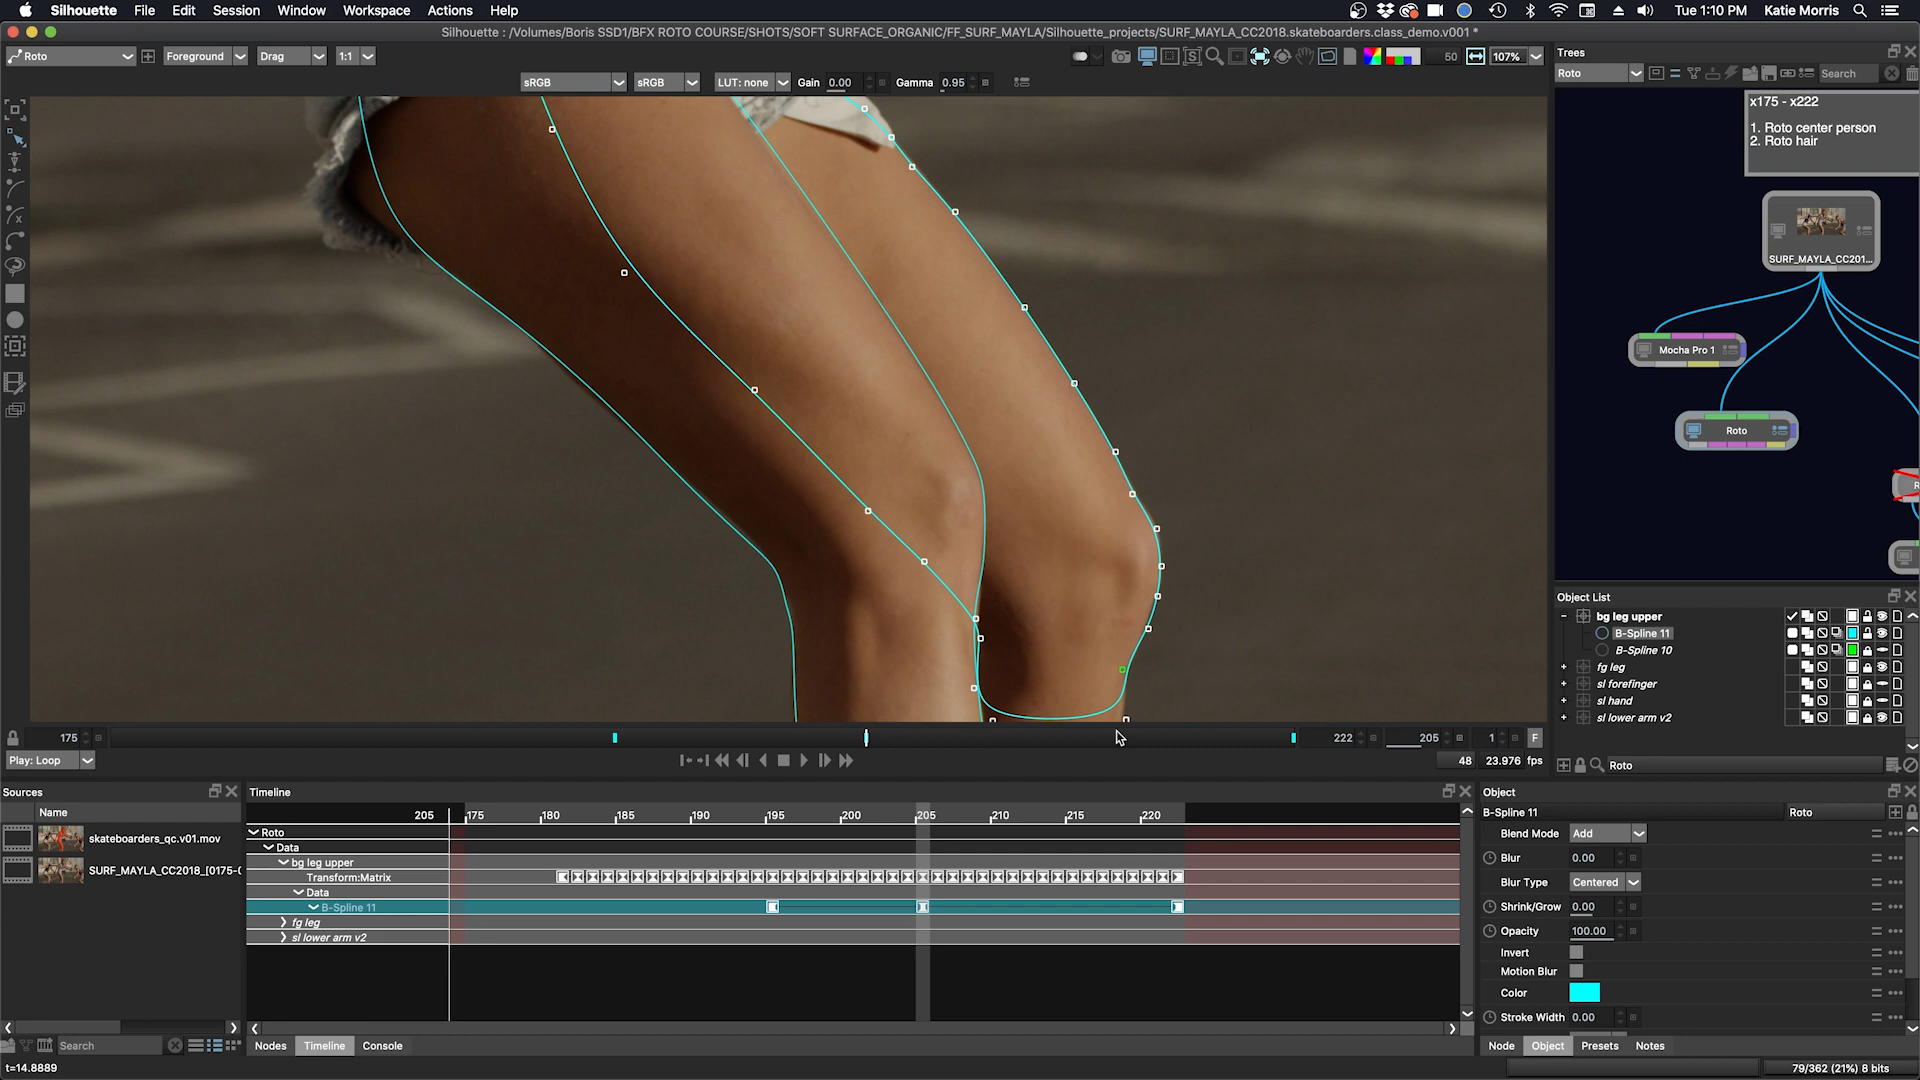 Silhouette File Edit Session Window Workspace Actions Help
Tue 1:10 PM Katie Morris
Silhouette : /Volumes/Boris SSD1/BFX ROTO COURSE/SHOTS/SOFT SURFACE_ORGANIC/FF_SURF_MAYLA/Silhouette_projects/SURF_MAYLA_CC2018.skateboarders.class_demo.v001 *
Roto Foreground Drag 1:1 50 107%
sRGB sRGB LUT: none Gain 0.00 Gamma 0.95
Trees
Roto Search
x175 - x222
1. Roto center person
2. Roto hair
SURF_MAYLA_CC201...
Mocha Pro 1
Roto
Object List
bg leg upper
B-Spline 11
B-Spline 10
fg leg
sl forefinger
sl hand
sl lower arm v2
Roto
175 222 205 1 F
Play: Loop 48 23.976 fps
Sources
Name
skateboarders_qc.v01.mov
SURF_MAYLA_CC2018_[0175-0
Search
Timeline
205 175 180 185 190 195 200 205 210 215 220
Roto
Data
bg leg upper
Transform:Matrix
Data
B-Spline 11
fg leg
sl lower arm v2
Nodes Timeline Console
Object
B-Spline 11 Roto
Blend Mode Add
Blur 0.00
Blur Type Centered
Shrink/Grow 0.00
Opacity 100.00
Invert
Motion Blur
Color
Stroke Width 0.00
Node Object Presets Notes
t=14.8889
79/362 (21%) 8 bits